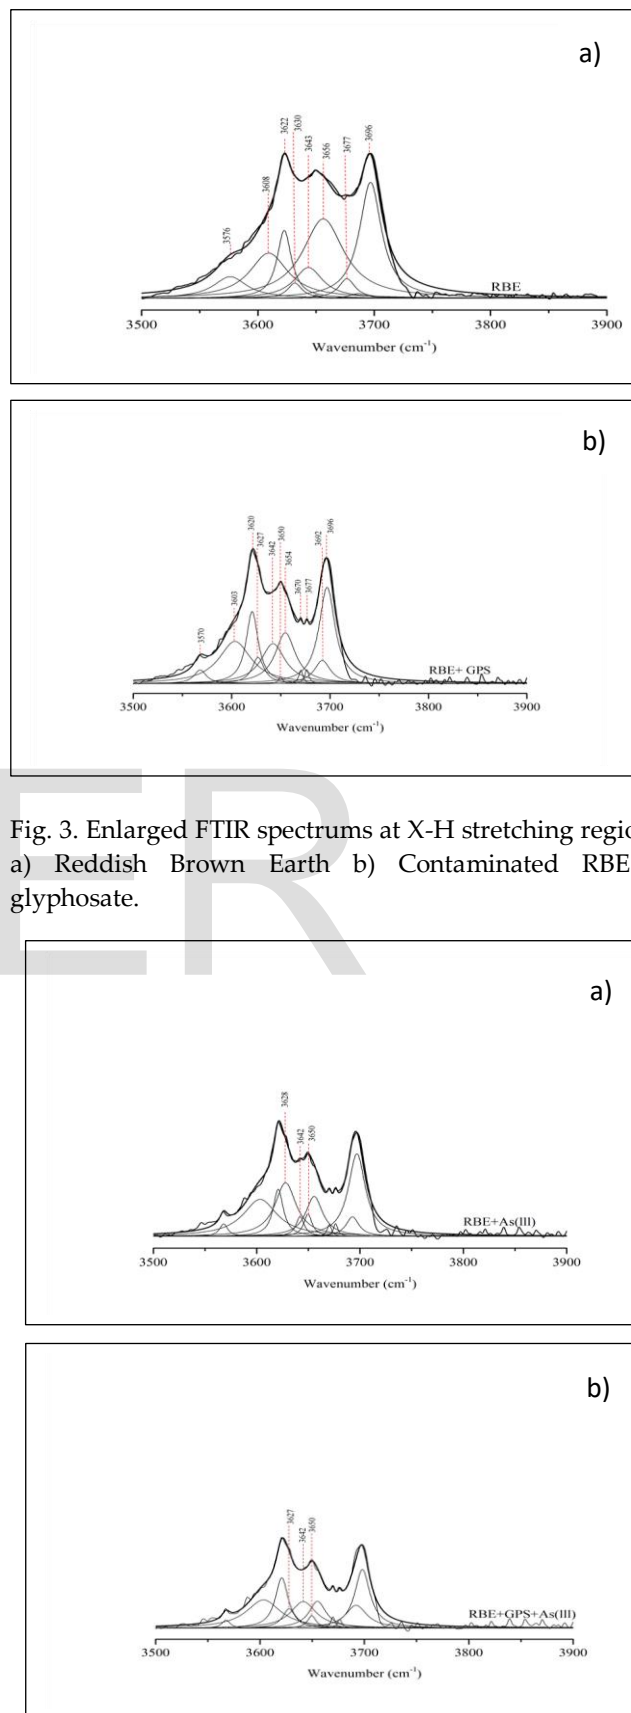 a)
3576
3608
3622
3630
3643
3656
3677
3696
RBE
3500 3600 3700 3800 3900
Wavenumber (cm-1)
b)
3570
3603
3620
3627
3642
3650
3654
3670
3677
3692
3696
RBE+ GPS
3500 3600 3700 3800 3900
Wavenumber (cm-1)
ER
Fig. 3. Enlarged FTIR spectrums at X-H stretching regio
a) Reddish Brown Earth b) Contaminated RBE
glyphosate.
a)
3628
3642
3650
RBE+As(III)
3500 3600 3700 3800 3900
Wavenumber (cm-1)
b)
3627
3642
3650
RBE+GPS+As(III)
3500 3600 3700 3800 3900
Wavenumber (cm-1)